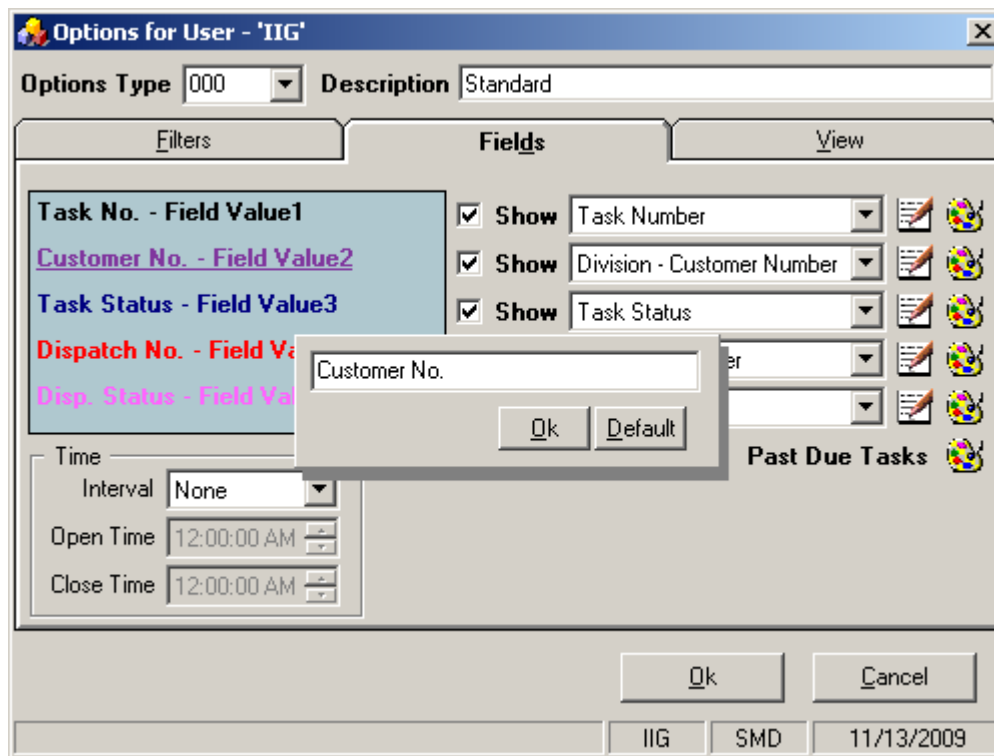 Options for User - 'IIG'
Options Type 000 Description Standard
Filters Fields View
Task No. - Field Value1
Show Task Number
Customer No. - Field Value2
Show Division - Customer Number
Task Status - Field Value3
Show Task Status
Dispatch No. - Field Va
er
Customer No.
Disp. Status - Field Val
Ok Default
Past Due Tasks
Time
Interval None
Open Time 12:00:00 AM
Close Time 12:00:00 AM
Ok Cancel
IIG SMD 11/13/2009